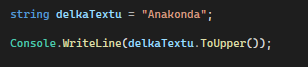 string delkaTextu = "Anakonda";
Console.WriteLine(delkaTextu.ToUpper());